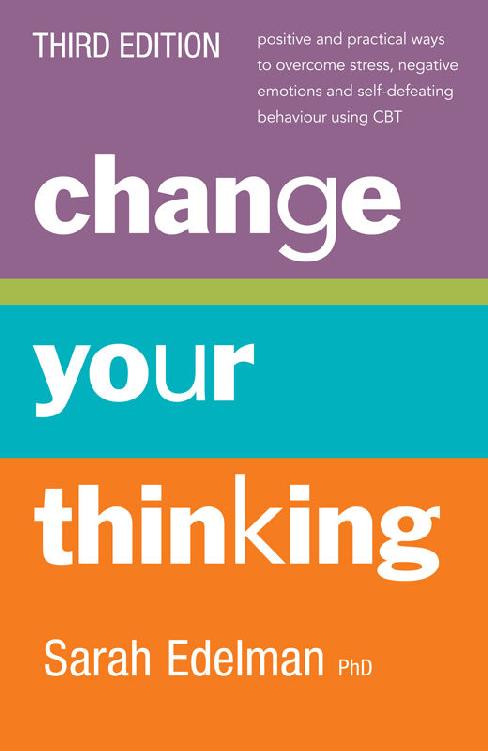 THIRD EDITION
positive and practical ways
to overcome stress, negative
emotions and self-defeating
behaviour using CBT
change
your
thinking
Sarah Edelman PhD